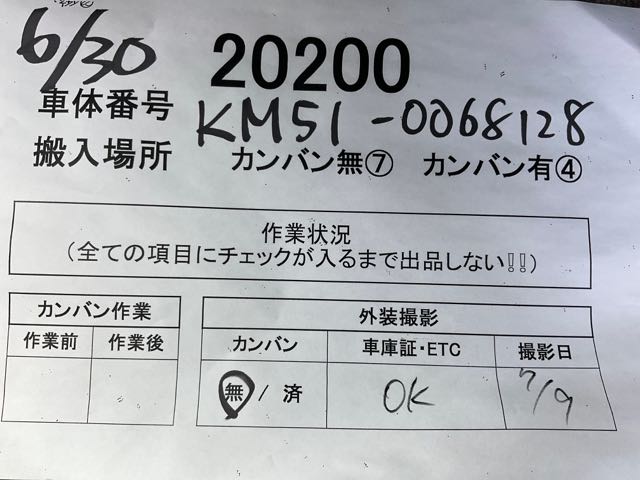 6/30
20200
車体番号 KM51-0068128
搬入場所 カンバン無⑦ カンバン有④
作業状況
(全ての項目にチェックが入るまで出品しない!!)
カンバン作業
作業前 作業後
外装撮影
カンバン 車庫証・ETC 撮影日
無 / 済 OK 7/9